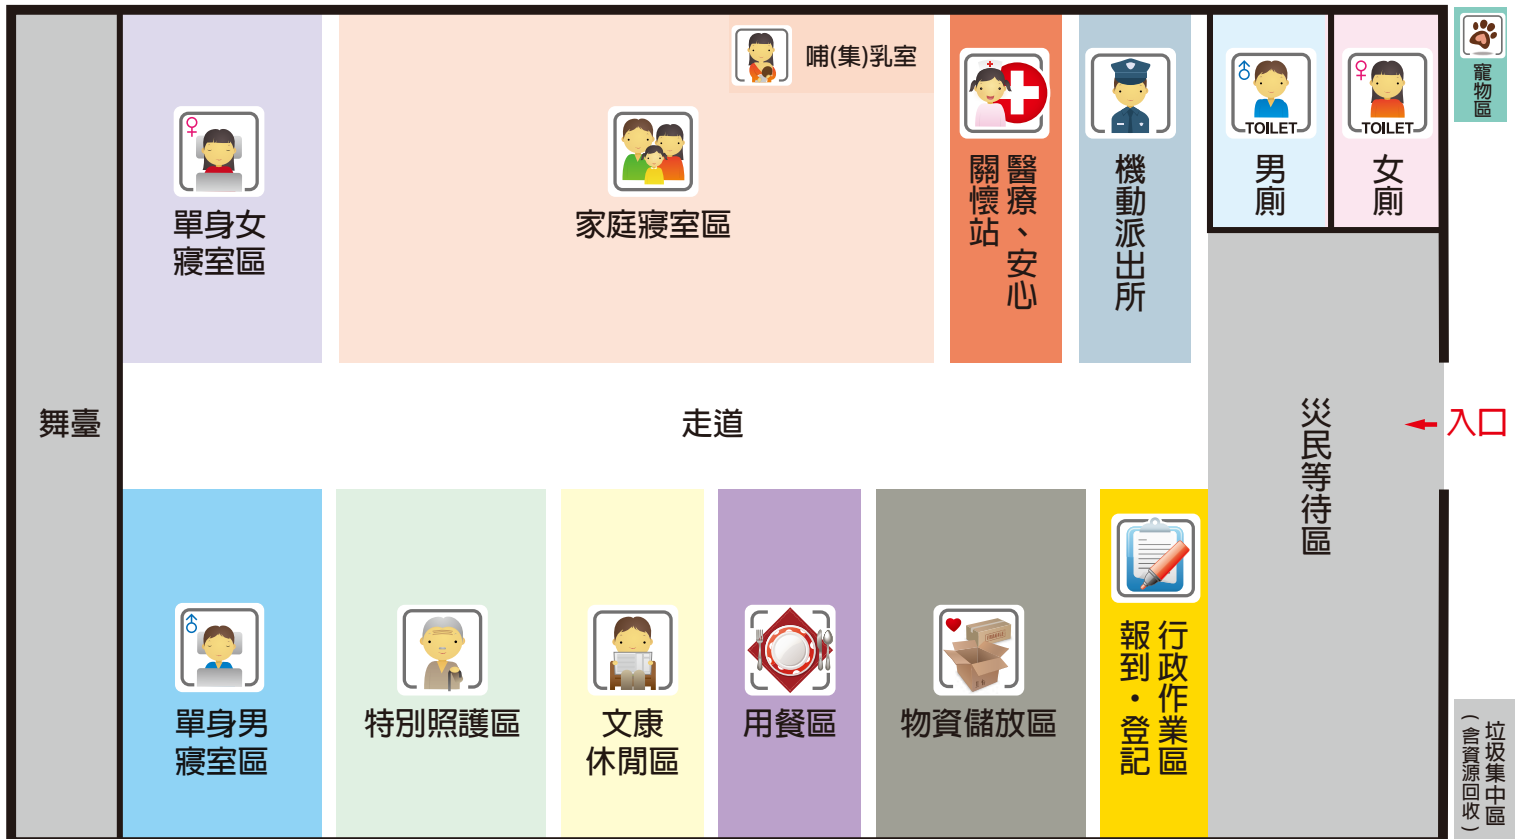 哺(集)乳室
單身女
寢室區
家庭寢室區
醫療、安心
關懷站
機動派出所
TOILET
男廁
TOILET
女廁
寵物區
舞臺
走道
災民等待區
入口
單身男
寢室區
特別照護區
文康
休閒區
用餐區
物資儲放區
行政作業區
報到・登記
垃圾集中區
(含資源回收)